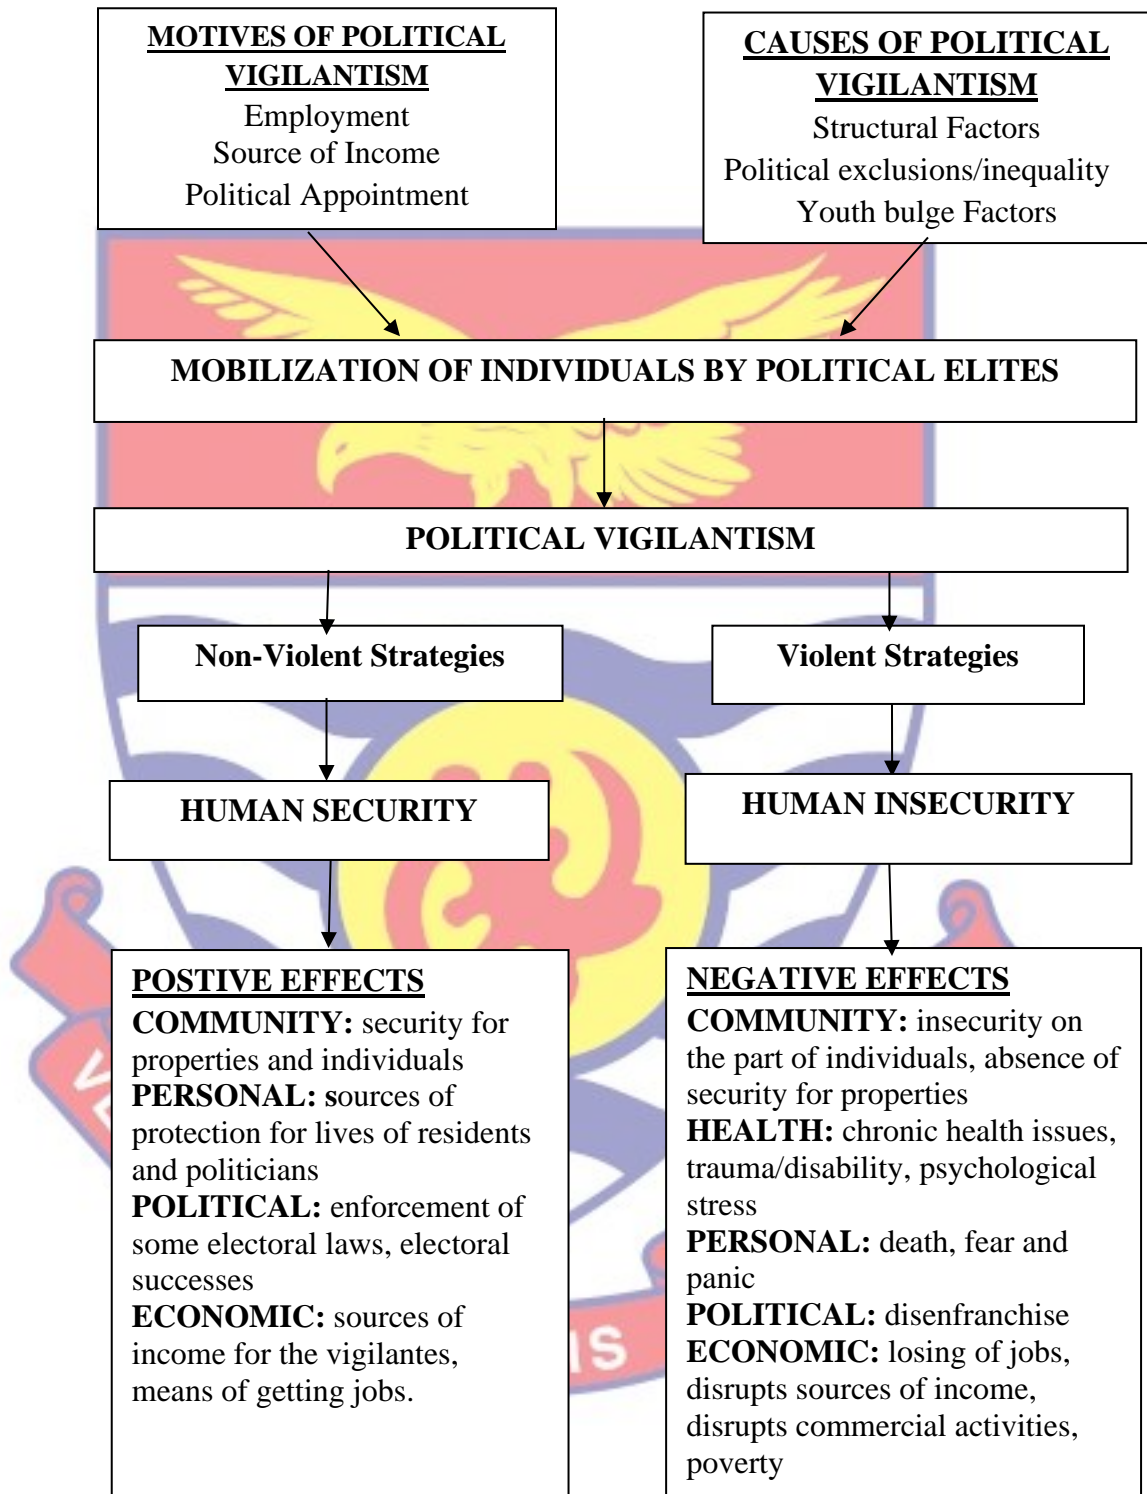 MOTIVES OF POLITICAL
VIGILANTISM
Employment
Source of Income
Political Appointment
CAUSES OF POLITICAL
VIGILANTISM
Structural Factors
Political exclusions/inequality
Youth bulge Factors
MOBILIZATION OF INDIVIDUALS BY POLITICAL ELITES
POLITICAL VIGILANTISM
Non-Violent Strategies
Violent Strategies
HUMAN SECURITY
HUMAN INSECURITY
POSTIVE EFFECTS
COMMUNITY: security for
properties and individuals
PERSONAL: sources of
protection for lives of residents
and politicians
POLITICAL: enforcement of
some electoral laws, electoral
successes
ECONOMIC: sources of
income for the vigilantes,
means of getting jobs.
NEGATIVE EFFECTS
COMMUNITY: insecurity on
the part of individuals, absence of
security for properties
HEALTH: chronic health issues,
trauma/disability, psychological
stress
PERSONAL: death, fear and
panic
POLITICAL: disenfranchise
ECONOMIC: losing of jobs,
disrupts sources of income,
disrupts commercial activities,
poverty